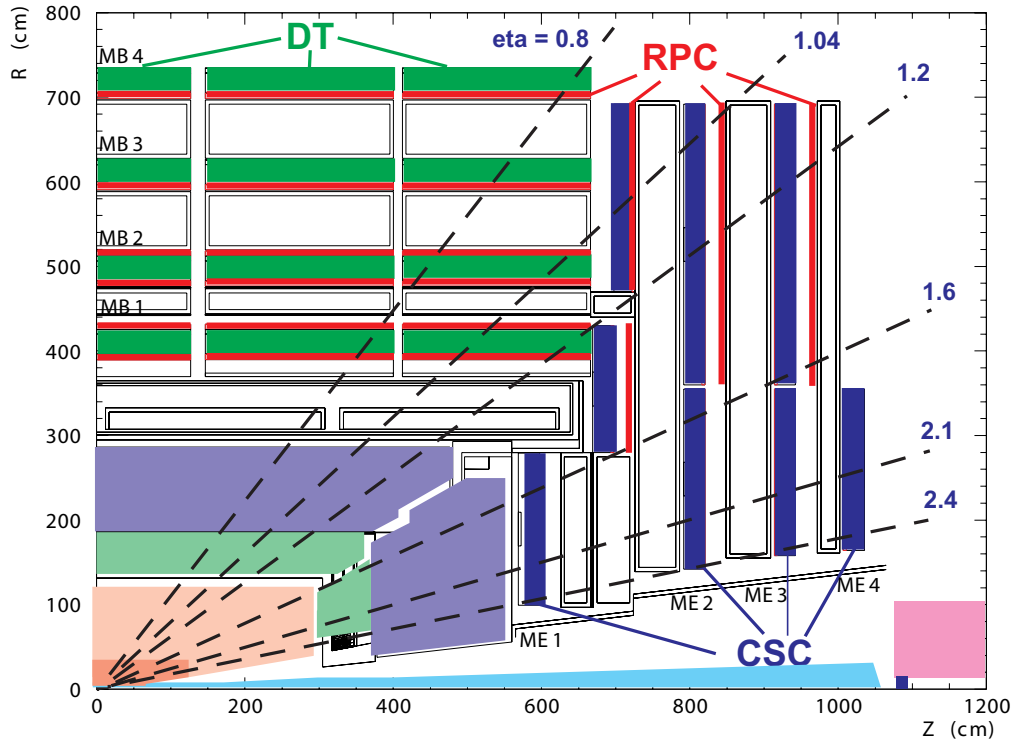 R (cm)
800
700
600
500
400
300
200
100
0
MB 4
MB 3
MB 2
MB 1
DT
eta = 0.8
1.04
1.2
RPC
1.6
2.1
2.4
ME 1
ME 2
ME 3
ME 4
CSC
0
200
400
600
800
1000
1200
Z (cm)